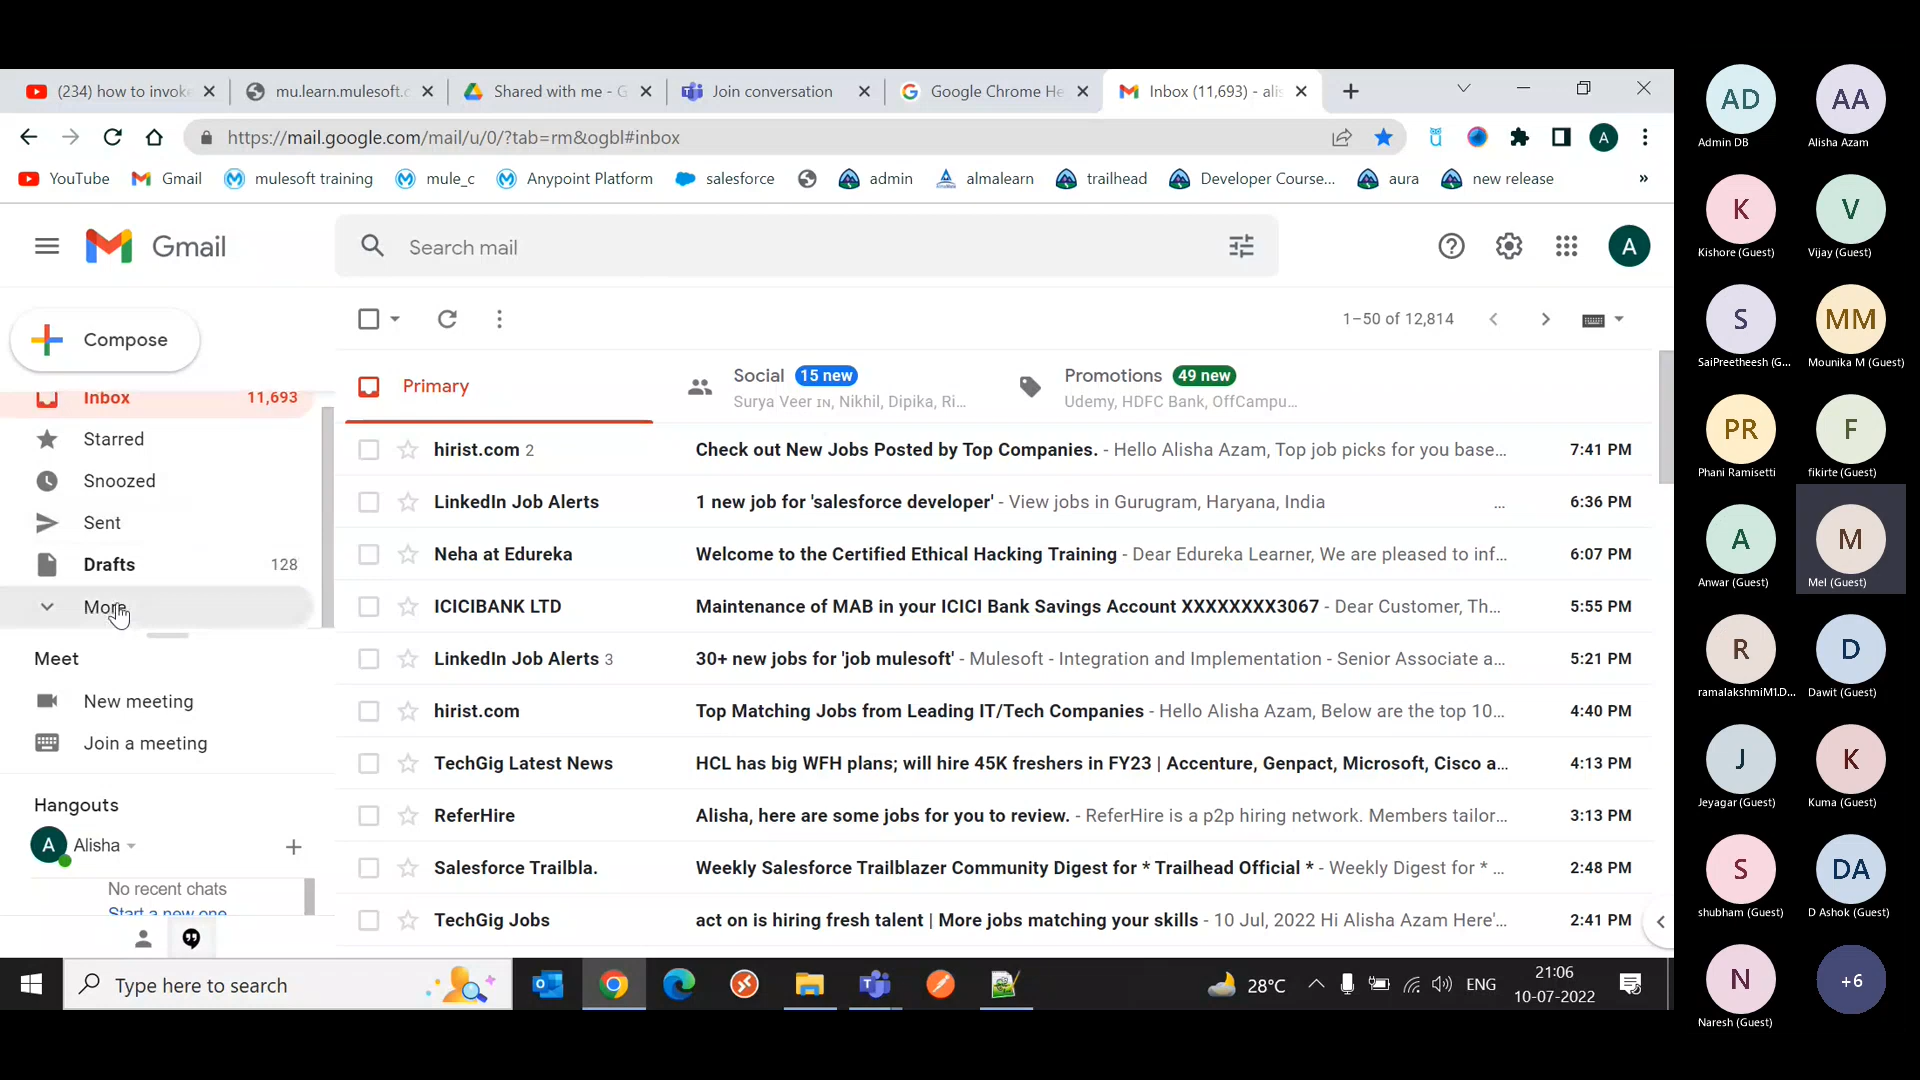 (234) how to invoke
mu.learn.mulesoft.c
Shared with me - G
Join conversation
Google Chrome He
Inbox (11,693) - alis
https://mail.google.com/mail/u/0/?tab=rm&ogbl#inbox
A
YouTube
Gmail
mulesoft training
mule_c
Anypoint Platform
salesforce
admin
almalearn
trailhead
Developer Course...
aura
new release
»
Gmail
Search mail
A
Compose
1–50 of 12,814
Inbox 11,693
Starred
Snoozed
Sent
Drafts 128
More
Meet
New meeting
Join a meeting
Hangouts
A Alisha
No recent chats
Start a new one
Primary
Social 15 new
Surya Veer IN, Nikhil, Dipika, Ri...
Promotions 49 new
Udemy, HDFC Bank, OffCampu...
hirist.com 2 Check out New Jobs Posted by Top Companies. - Hello Alisha Azam, Top job picks for you base... 7:41 PM
LinkedIn Job Alerts 1 new job for 'salesforce developer' - View jobs in Gurugram, Haryana, India ... 6:36 PM
Neha at Edureka Welcome to the Certified Ethical Hacking Training - Dear Edureka Learner, We are pleased to inf... 6:07 PM
ICICIBANK LTD Maintenance of MAB in your ICICI Bank Savings Account XXXXXXXX3067 - Dear Customer, Th... 5:55 PM
LinkedIn Job Alerts 3 30+ new jobs for 'job mulesoft' - Mulesoft - Integration and Implementation - Senior Associate a... 5:21 PM
hirist.com Top Matching Jobs from Leading IT/Tech Companies - Hello Alisha Azam, Below are the top 10... 4:40 PM
TechGig Latest News HCL has big WFH plans; will hire 45K freshers in FY23 | Accenture, Genpact, Microsoft, Cisco a... 4:13 PM
ReferHire Alisha, here are some jobs for you to review. - ReferHire is a p2p hiring network. Members tailor... 3:13 PM
Salesforce Trailbla. Weekly Salesforce Trailblazer Community Digest for * Trailhead Official * - Weekly Digest for * ... 2:48 PM
TechGig Jobs act on is hiring fresh talent | More jobs matching your skills - 10 Jul, 2022 Hi Alisha Azam Here'... 2:41 PM
Type here to search
28°C
ENG
21:06
10-07-2022
AD
Admin DB
AA
Alisha Azam
K
Kishore (Guest)
V
Vijay (Guest)
S
SaiPreetheesh (G...
MM
Mounika M (Guest)
PR
Phani Ramisetti
F
fikirte (Guest)
A
Anwar (Guest)
M
Mel (Guest)
R
ramalakshmiM1.D...
D
Dawit (Guest)
J
Jeyagar (Guest)
K
Kuma (Guest)
S
shubham (Guest)
DA
D Ashok (Guest)
N
Naresh (Guest)
+6